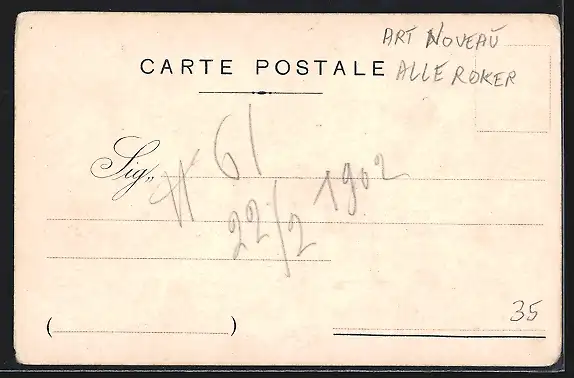 ART NOVEAU
CARTE POSTALE
ALLE ROKER
Sig,,
# 61
22/2 1902
35
( )